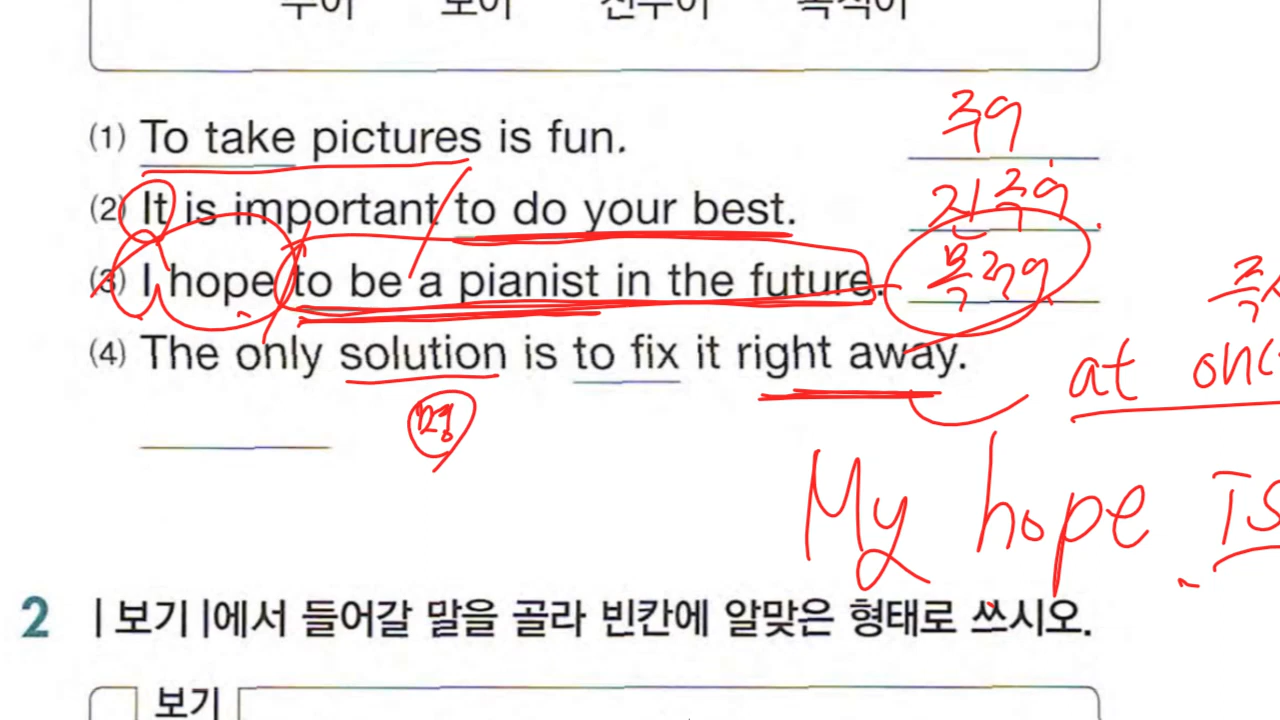 주어 보어 진주어 목적어
(1) To take pictures is fun. 주어
(2) It is important to do your best. 진주어
(3) I hope to be a pianist in the future. 목적어
(4) The only solution is to fix it right away.
at onc
명
My hope is
2 | 보기 |에서 들어갈 말을 골라 빈칸에 알맞은 형태로 쓰시오.
보기